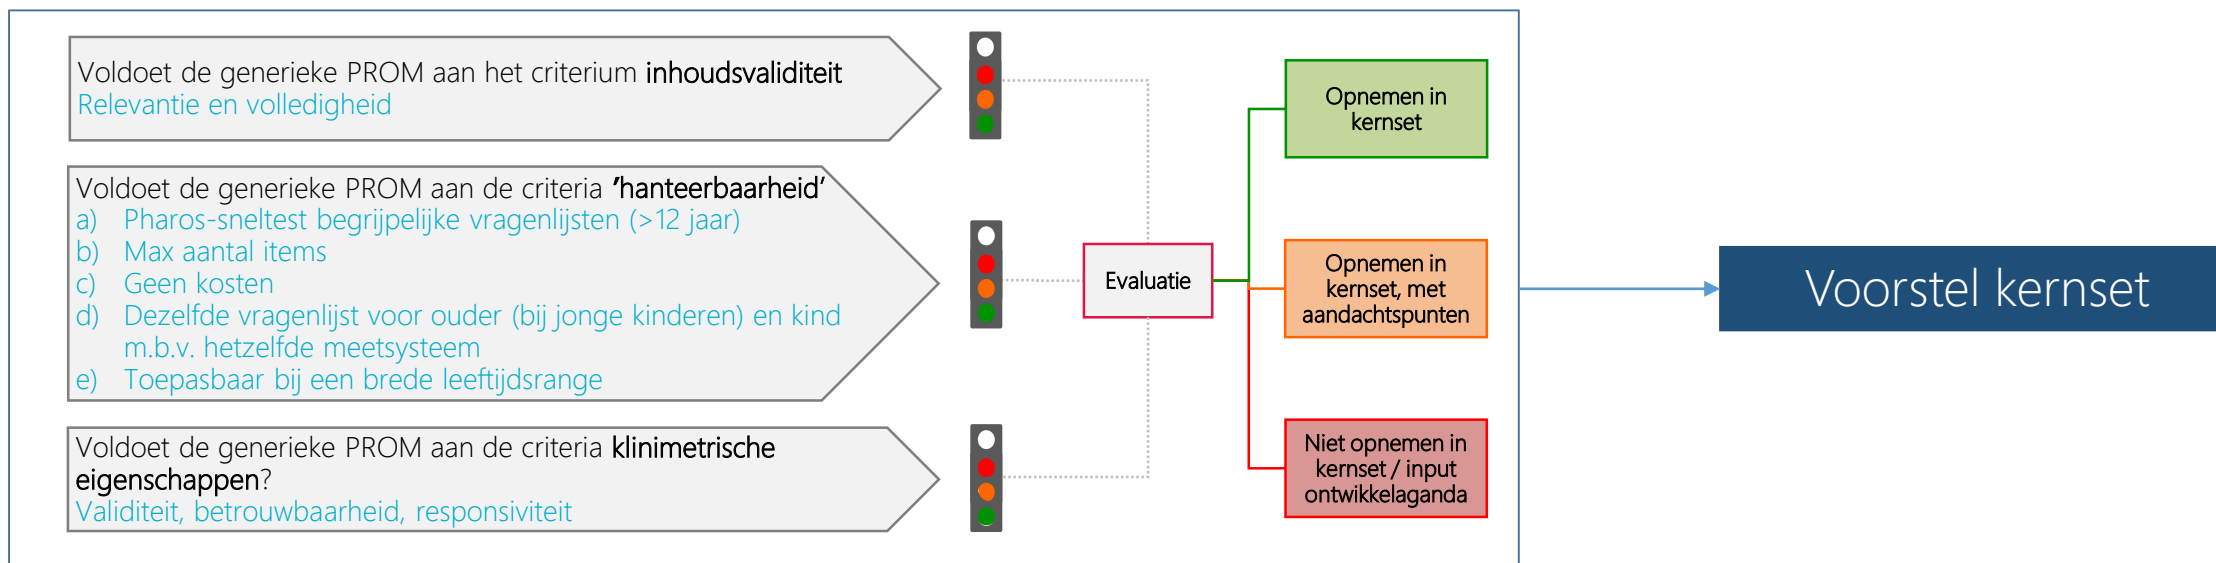 Voldoet de generieke PROM aan het criterium inhoudsvaliditeit
Relevantie en volledigheid
Voldoet de generieke PROM aan de criteria ’hanteerbaarheid’
a) Pharos-sneltest begrijpelijke vragenlijsten (>12 jaar)
b) Max aantal items
c) Geen kosten
d) Dezelfde vragenlijst voor ouder (bij jonge kinderen) en kind
m.b.v. hetzelfde meetsysteem
e) Toepasbaar bij een brede leeftijdsrange
Voldoet de generieke PROM aan de criteria klinimetrische
eigenschappen?
Validiteit, betrouwbaarheid, responsiviteit
Evaluatie
Opnemen in
kernset
Opnemen in
kernset, met
aandachtspunten
Niet opnemen in
kernset / input
ontwikkelaganda
Voorstel kernset